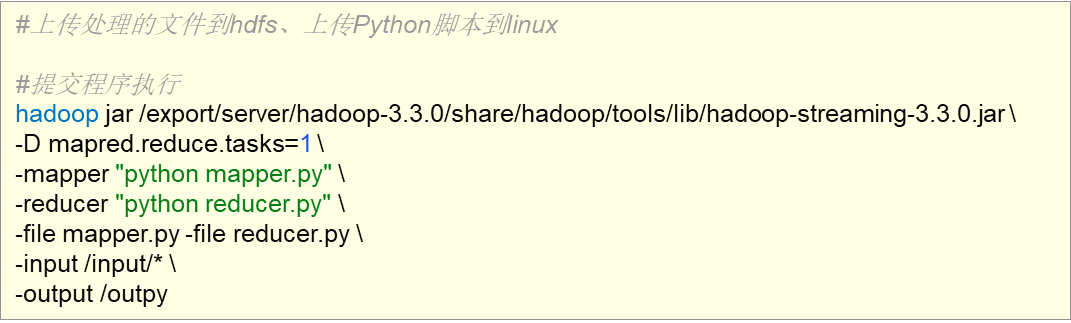 #上传处理的文件到hdfs、上传Python脚本到linux
#提交程序执行
hadoop jar /export/server/hadoop-3.3.0/share/hadoop/tools/lib/hadoop-streaming-3.3.0.jar \
-D mapred.reduce.tasks=1 \
-mapper "python mapper.py" \
-reducer "python reducer.py" \
-file mapper.py -file reducer.py \
-input /input/* \
-output /outpy